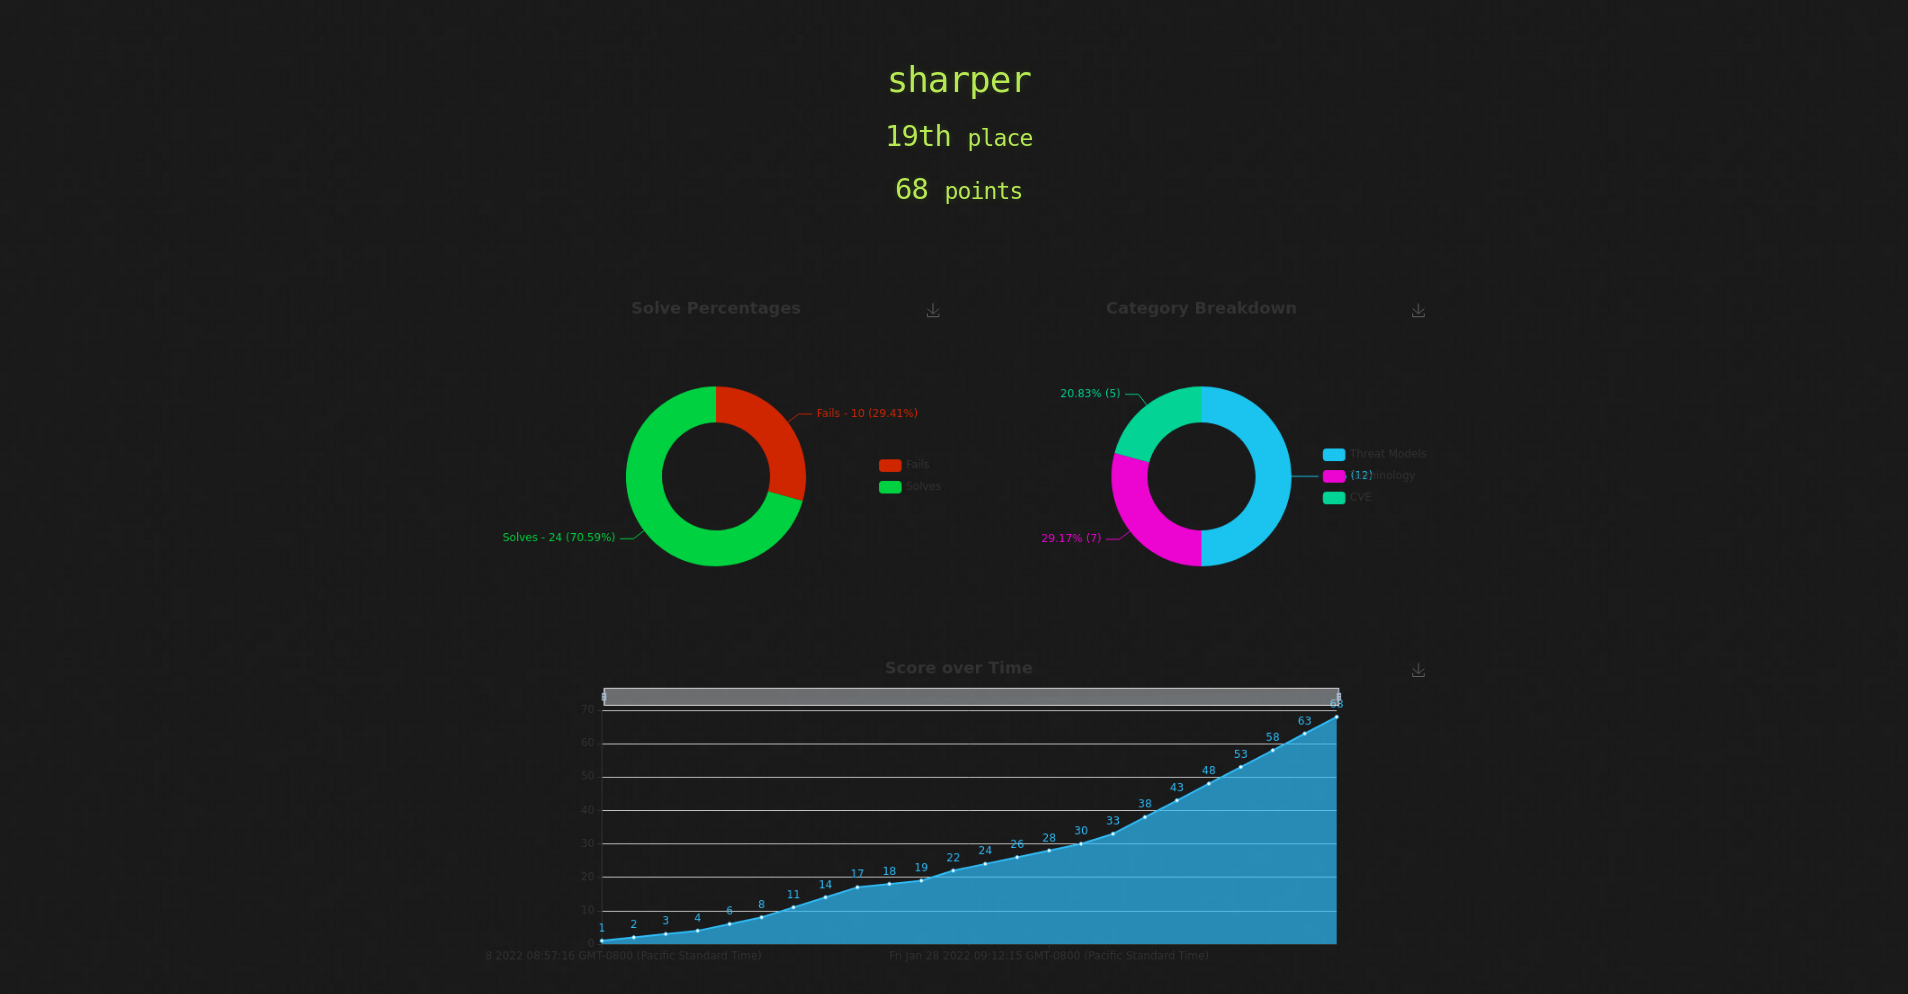 sharper
19th place
68 points
Solve Percentages
Fails - 10 (29.41%)
Solves - 24 (70.59%)
Fails
Solves
Category Breakdown
20.83% (5)
29.17% (7)
(12)
Threat Models
CVE
Score over Time
70
60
50
40
30
20
10
0
1
2
3
4
6
8
11
14
17
18
19
22
24
26
28
30
33
38
43
48
53
58
63
68
8 2022 08:57:16 GMT-0800 (Pacific Standard Time)
Fri Jan 28 2022 09:12:15 GMT-0800 (Pacific Standard Time)